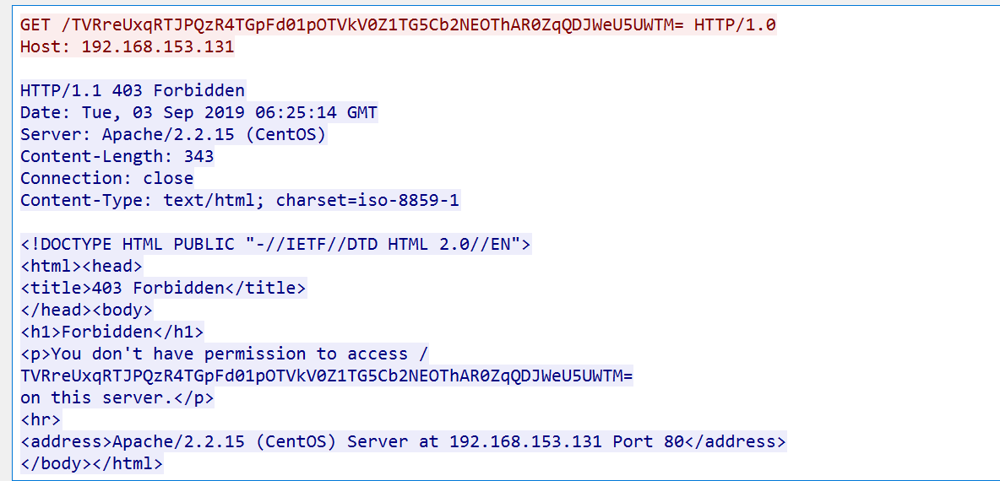 GET /TVRreUxqRTJPQzR4TGpFd01pOTVkV0Z1TG5Cb2NEOThAR0ZqQDJWeU5UWTM= HTTP/1.0
Host: 192.168.153.131
HTTP/1.1 403 Forbidden
Date: Tue, 03 Sep 2019 06:25:14 GMT
Server: Apache/2.2.15 (CentOS)
Content-Length: 343
Connection: close
Content-Type: text/html; charset=iso-8859-1
<!DOCTYPE HTML PUBLIC "-//IETF//DTD HTML 2.0//EN">
<html><head>
<title>403 Forbidden</title>
</head><body>
<h1>Forbidden</h1>
<p>You don't have permission to access /
TVRreUxqRTJPQzR4TGpFd01pOTVkV0Z1TG5Cb2NEOThAR0ZqQDJWeU5UWTM=
on this server.</p>
<hr>
<address>Apache/2.2.15 (CentOS) Server at 192.168.153.131 Port 80</address>
</body></html>